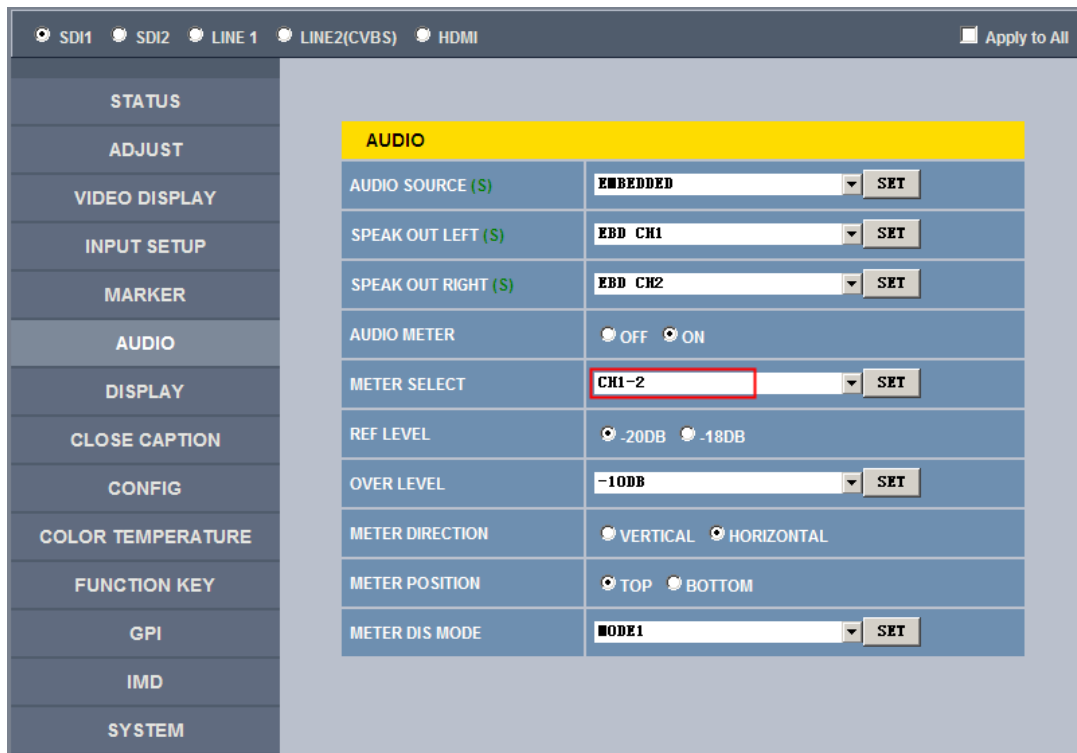 SDI1 SDI2 LINE 1 LINE2(CVBS) HDMI Apply to All
STATUS
ADJUST
VIDEO DISPLAY
INPUT SETUP
MARKER
AUDIO
DISPLAY
CLOSE CAPTION
CONFIG
COLOR TEMPERATURE
FUNCTION KEY
GPI
IMD
SYSTEM
AUDIO
AUDIO SOURCE (S) EMBEDDED SET
SPEAK OUT LEFT (S) EBD CH1 SET
SPEAK OUT RIGHT (S) EBD CH2 SET
AUDIO METER OFF ON
METER SELECT CH1-2 SET
REF LEVEL -20DB -18DB
OVER LEVEL -10DB SET
METER DIRECTION VERTICAL HORIZONTAL
METER POSITION TOP BOTTOM
METER DIS MODE MODE1 SET